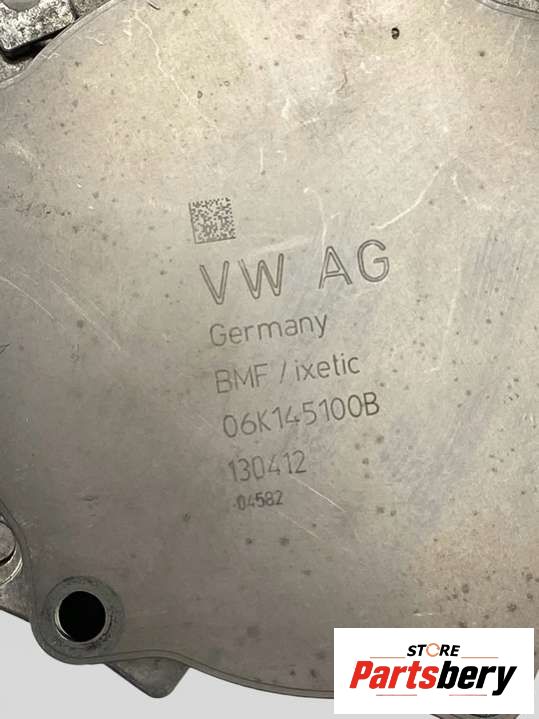 VW AG
Germany
BMF / ixetic
06K145100B
130412
04582
STORE
Partsbery